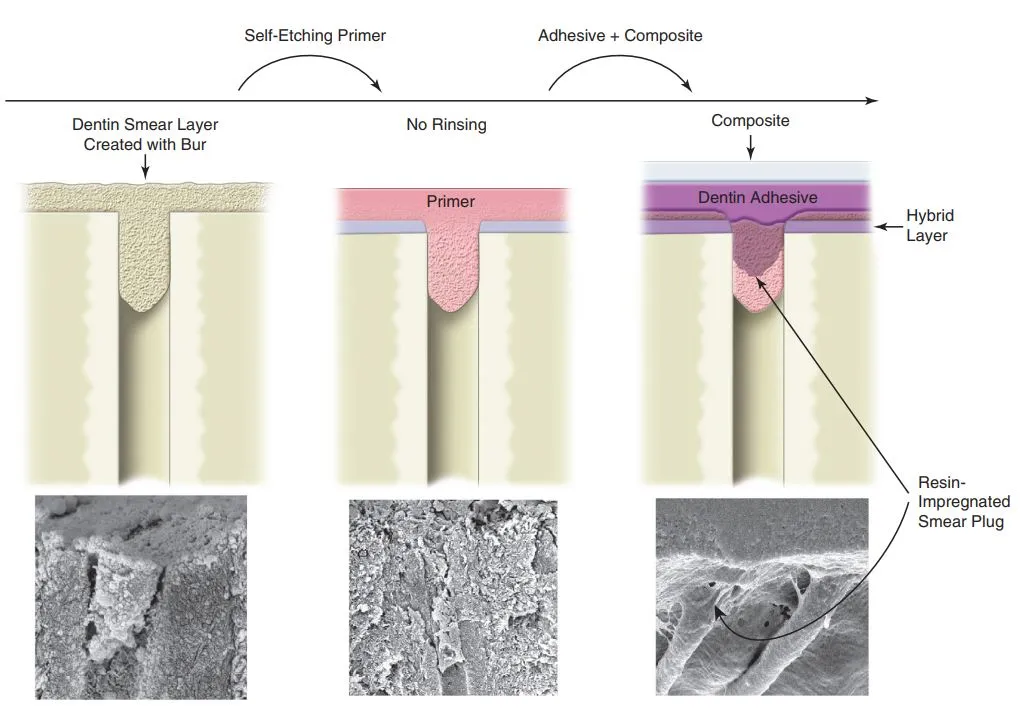 Self-Etching Primer
Adhesive + Composite
Dentin Smear Layer
Created with Bur
No Rinsing
Composite
Primer
Dentin Adhesive
Hybrid
Layer
Resin-
Impregnated
Smear Plug